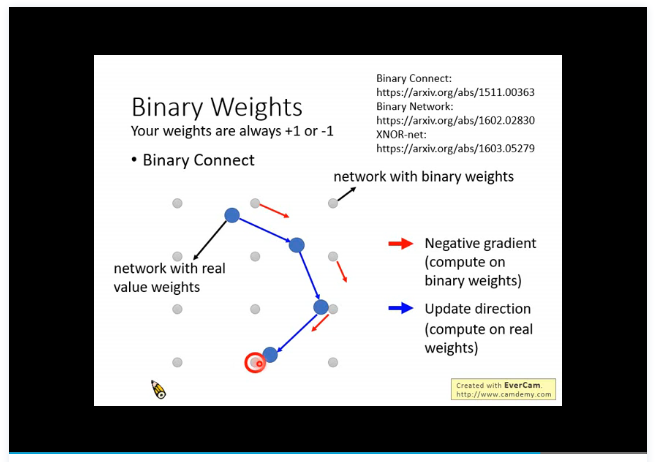 Binary Connect:
https://arxiv.org/abs/1511.00363
Binary Network:
https://arxiv.org/abs/1602.02830
XNOR-net:
https://arxiv.org/abs/1603.05279
Binary Weights
Your weights are always +1 or -1
• Binary Connect
network with binary weights
network with real
value weights
Negative gradient
(compute on
binary weights)
Update direction
(compute on real
weights)
Created with EverCam.
http://www.camdemy.com